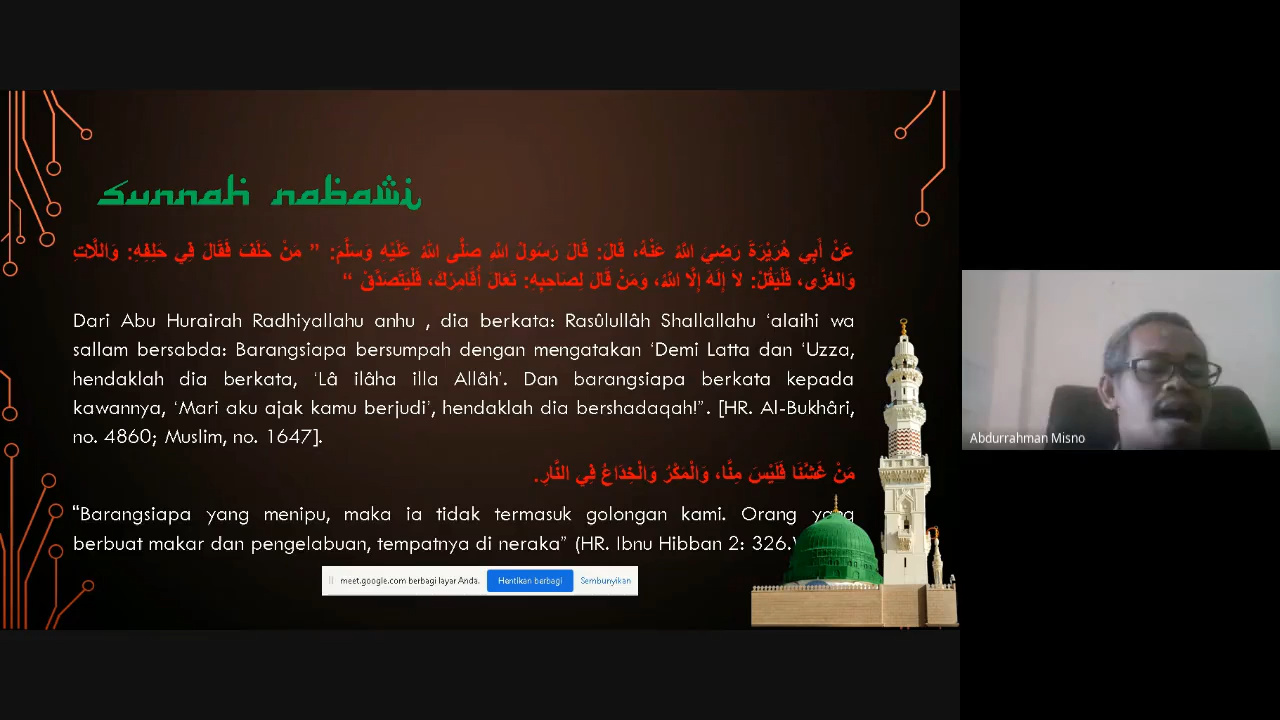 sunnah nabawi
عَنْ أَبِي هُرَيْرَةَ رَضِيَ اللَّهُ عَنْهُ، قَالَ: قَالَ رَسُولُ اللهِ صَلَّى اللهُ عَلَيْهِ وَسَلَّمَ: ” مَنْ حَلَفَ فَقَالَ فِي حَلِفِهِ: وَاللَّاتِ
وَالعُزَّى، فَلْيَقُلْ: لاَ إِلَهَ إِلَّا اللَّهُ، وَمَنْ قَالَ لِصَاحِبِهِ: تَعَالَ أُقَامِرْكَ، فَلْيَتَصَدَّقْ “
Dari Abu Hurairah Radhiyallahu anhu , dia berkata: Rasûlullâh Shallallahu ‘alaihi wa
sallam bersabda: Barangsiapa bersumpah dengan mengatakan ‘Demi Latta dan ‘Uzza,
hendaklah dia berkata, ‘Lâ ilâha illa Allâh’. Dan barangsiapa berkata kepada
kawannya, ‘Mari aku ajak kamu berjudi’, hendaklah dia bershadaqah!”. [HR. Al-Bukhâri,
no. 4860; Muslim, no. 1647].
مَنْ غَشَّنَا فَلَيْسَ مِنَّا، وَالْمَكْرُ وَالْخِدَاعُ فِي النَّارِ.
“Barangsiapa yang menipu, maka ia tidak termasuk golongan kami. Orang yang
berbuat makar dan pengelabuan, tempatnya di neraka” (HR. Ibnu Hibban 2: 326.
meet.google.com berbagi layar Anda. Hentikan berbagi Sembunyikan
Abdurrahman Misno